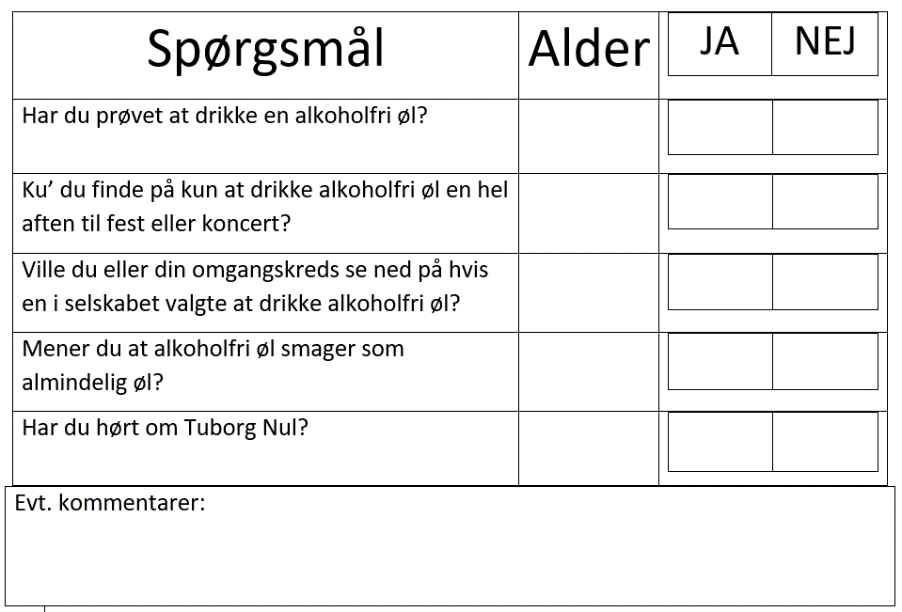 Spørgsmål Alder JA NEJ
Har du prøvet at drikke en alkoholfri øl?
Ku’ du finde på kun at drikke alkoholfri øl en hel
aften til fest eller koncert?
Ville du eller din omgangskreds se ned på hvis
en i selskabet valgte at drikke alkoholfri øl?
Mener du at alkoholfri øl smager som
almindelig øl?
Har du hørt om Tuborg Nul?
Evt. kommentarer: